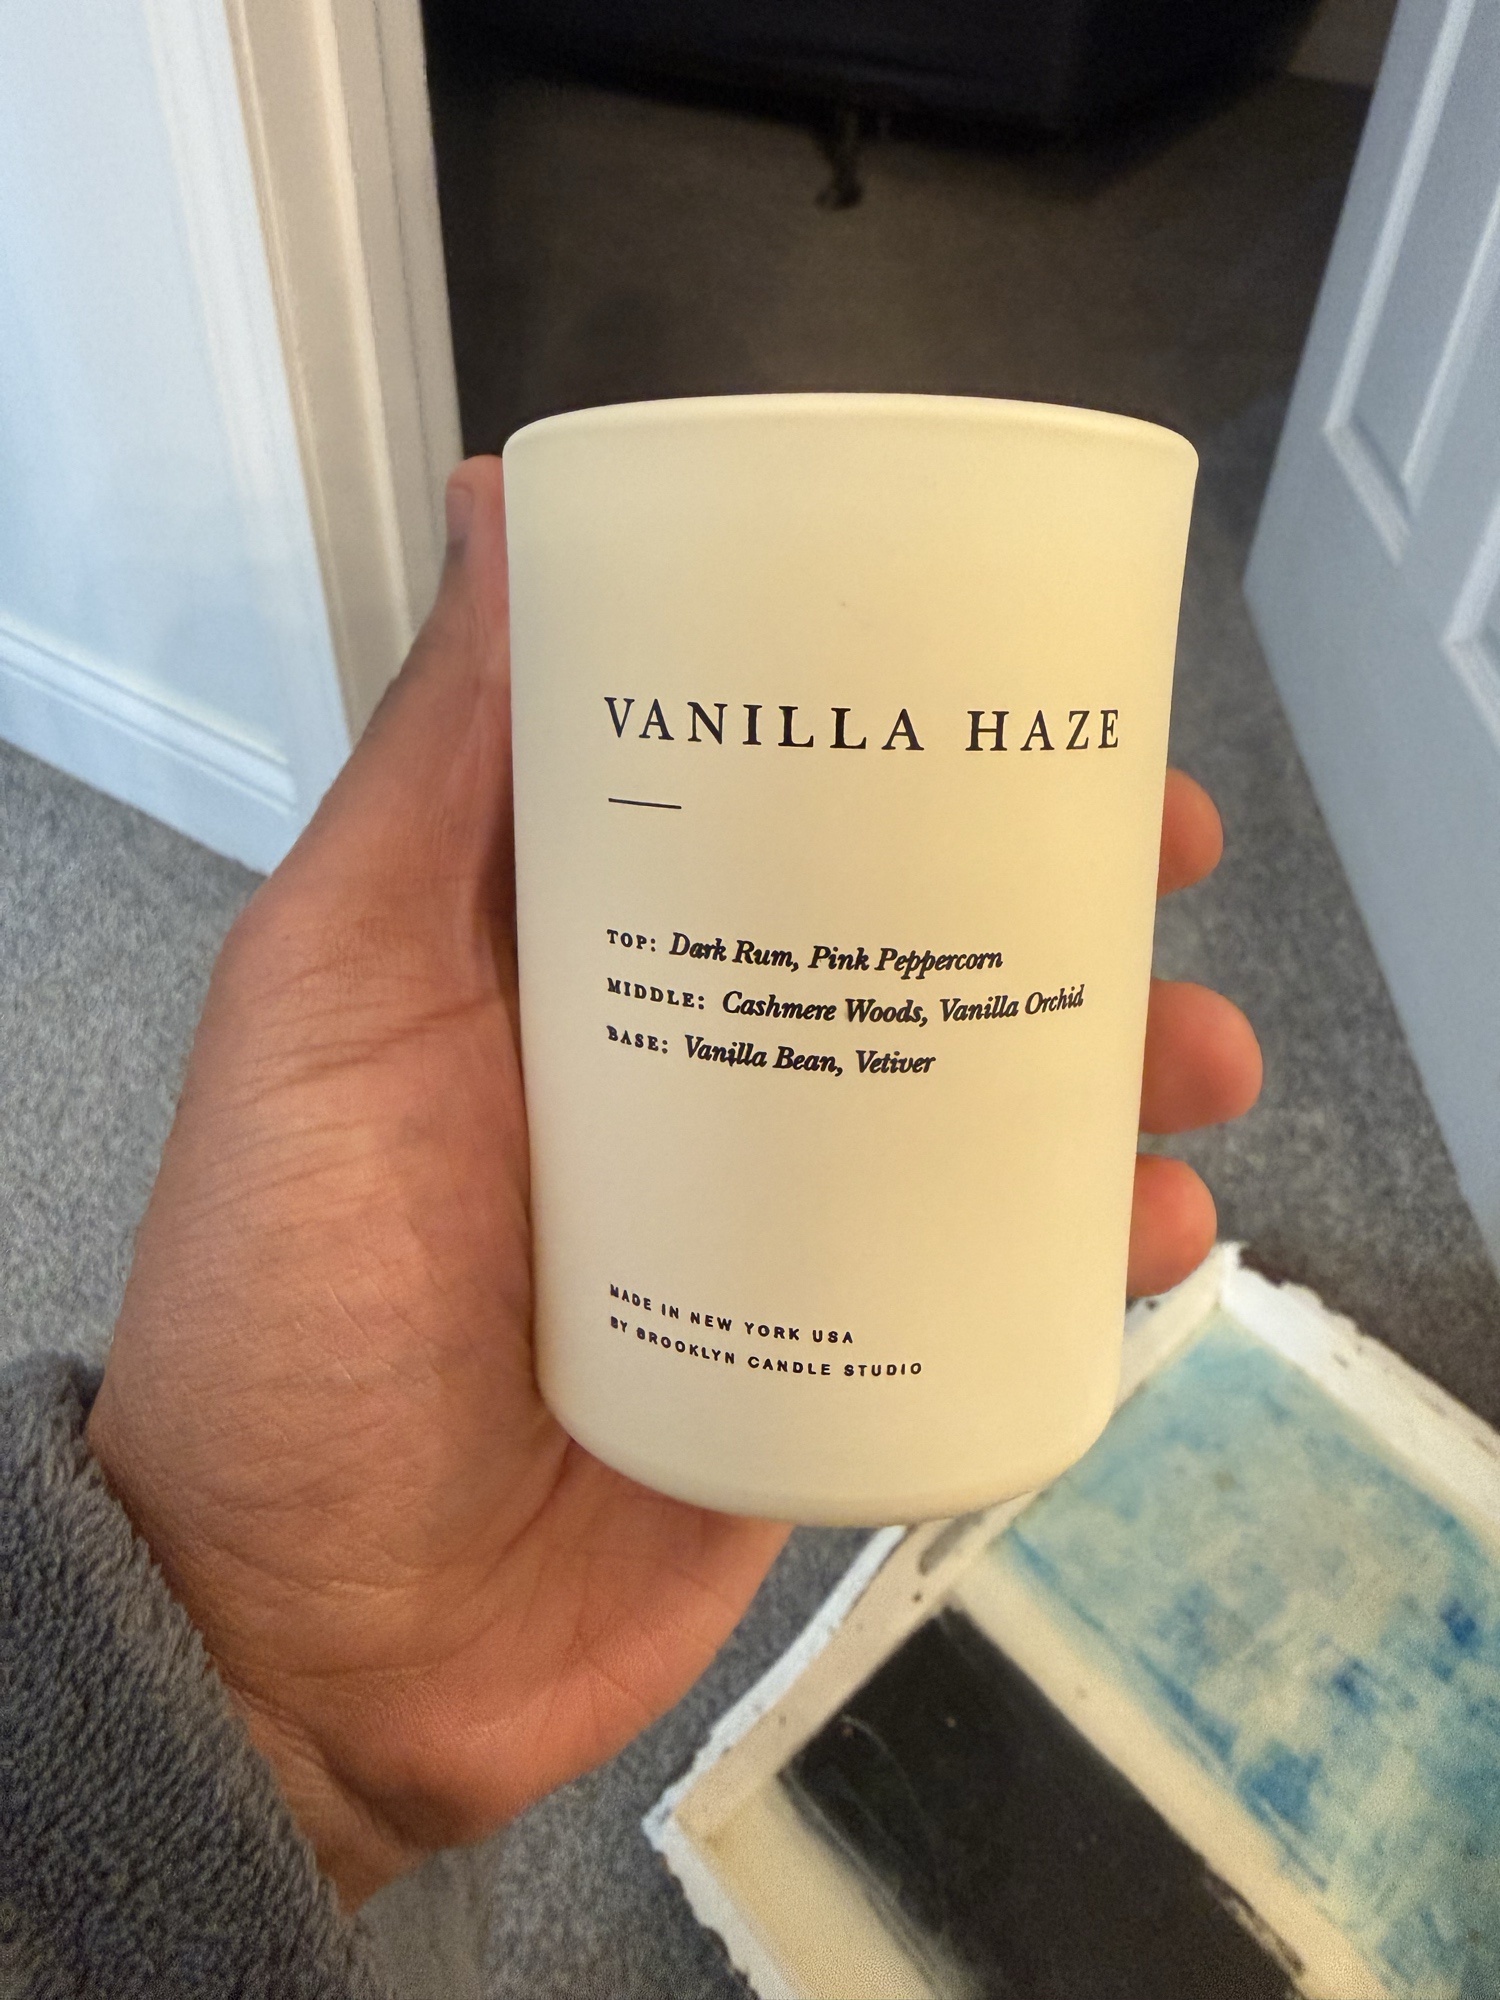 VANILLA HAZE
TOP: Dark Rum, Pink Peppercorn
MIDDLE: Cashmere Woods, Vanilla Orchid
BASE: Vanilla Bean, Vetiver
MADE IN NEW YORK USA
BY BROOKLYN CANDLE STUDIO